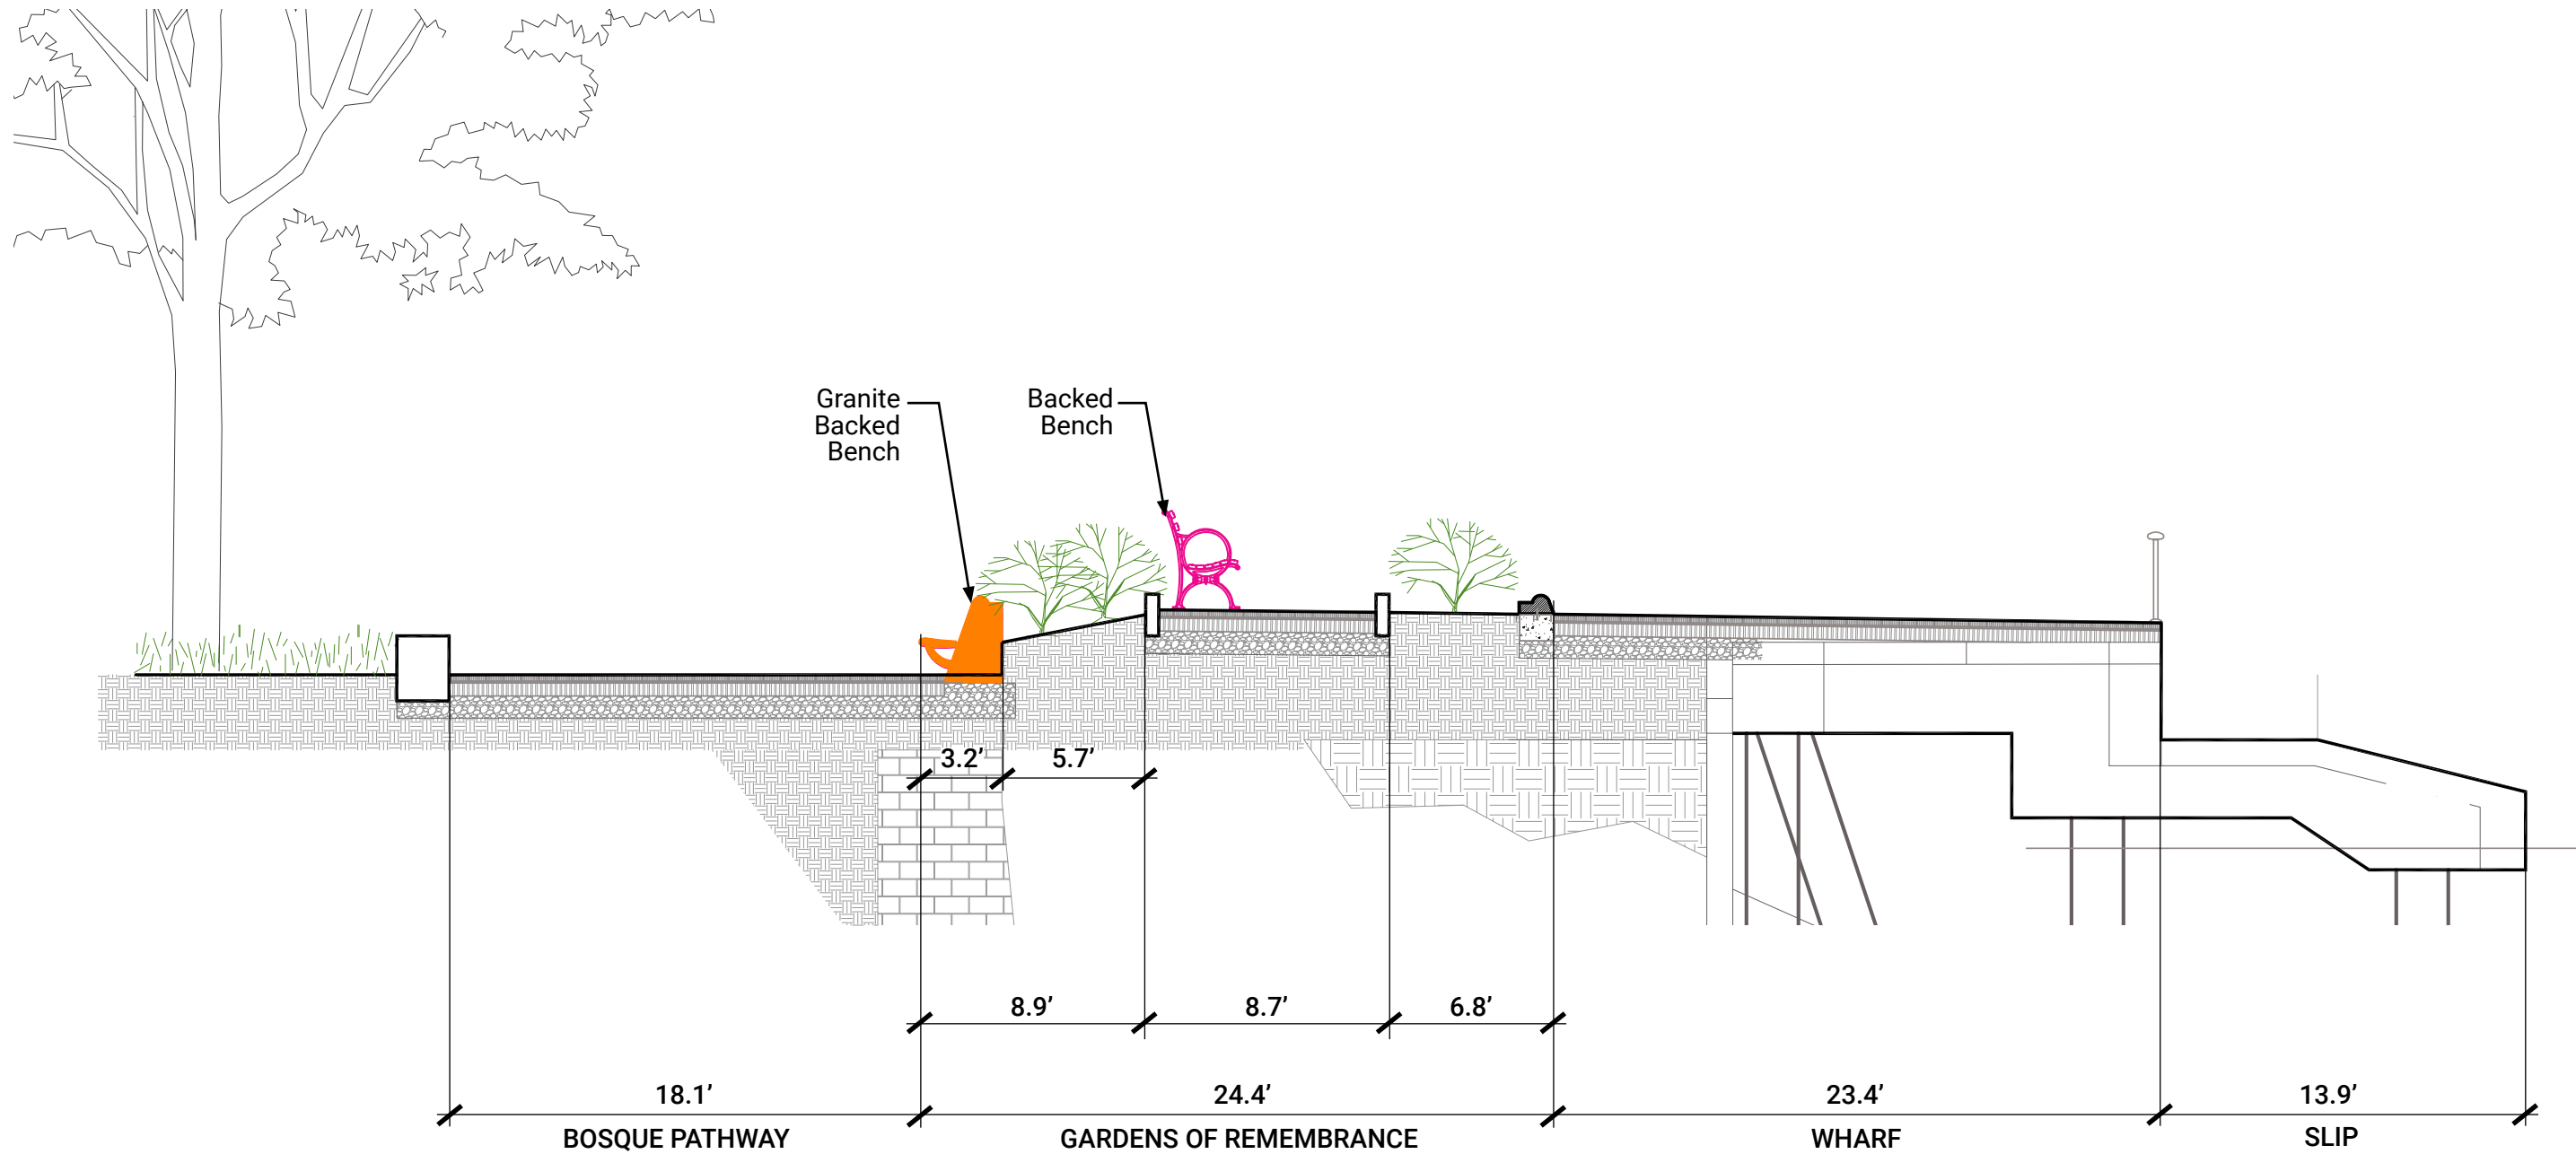 Granite
Backed
Bench
Backed
Bench
3.2’
5.7’
8.9’
8.7’
6.8’
18.1’
24.4’
23.4’
13.9’
BOSQUE PATHWAY
GARDENS OF REMEMBRANCE
WHARF
SLIP